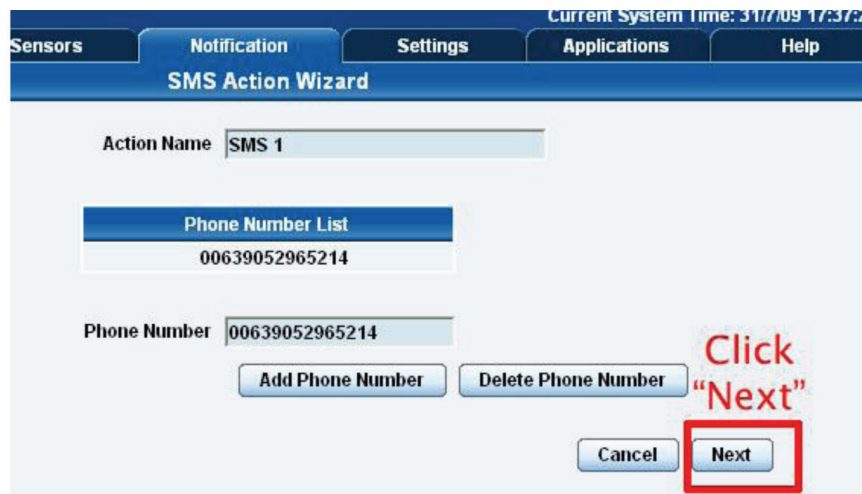 Current System Time: 31/7/09 17:37:2
Sensors Notification Settings Applications Help
SMS Action Wizard
Action Name SMS 1
Phone Number List
00639052965214
Phone Number 00639052965214
Add Phone Number Delete Phone Number
Click
“Next”
Cancel Next